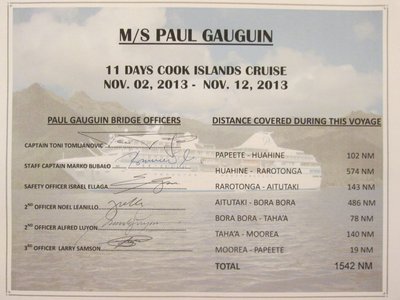 M/S PAUL GAUGUIN
11 DAYS COOK ISLANDS CRUISE
NOV. 02, 2013 - NOV. 12, 2013
PAUL GAUGUIN BRIDGE OFFICERS
CAPTAIN TONI TOMLJANOVIC
STAFF CAPTAIN MARKO BUBALO
SAFETY OFFICER ISRAEL ELLAGA
2ND OFFICER NOEL LEANILLO
2ND OFFICER ALFRED LUYON
3RD OFFICER LARRY SAMSON
DISTANCE COVERED DURING THIS VOYAGE
PAPEETE - HUAHINE 102 NM
HUAHINE - RAROTONGA 574 NM
RAROTONGA - AITUTAKI 143 NM
AITUTAKI - BORA BORA 486 NM
BORA BORA - TAHA'A 78 NM
TAHA'A - MOOREA 140 NM
MOOREA - PAPEETE 19 NM
TOTAL 1542 NM